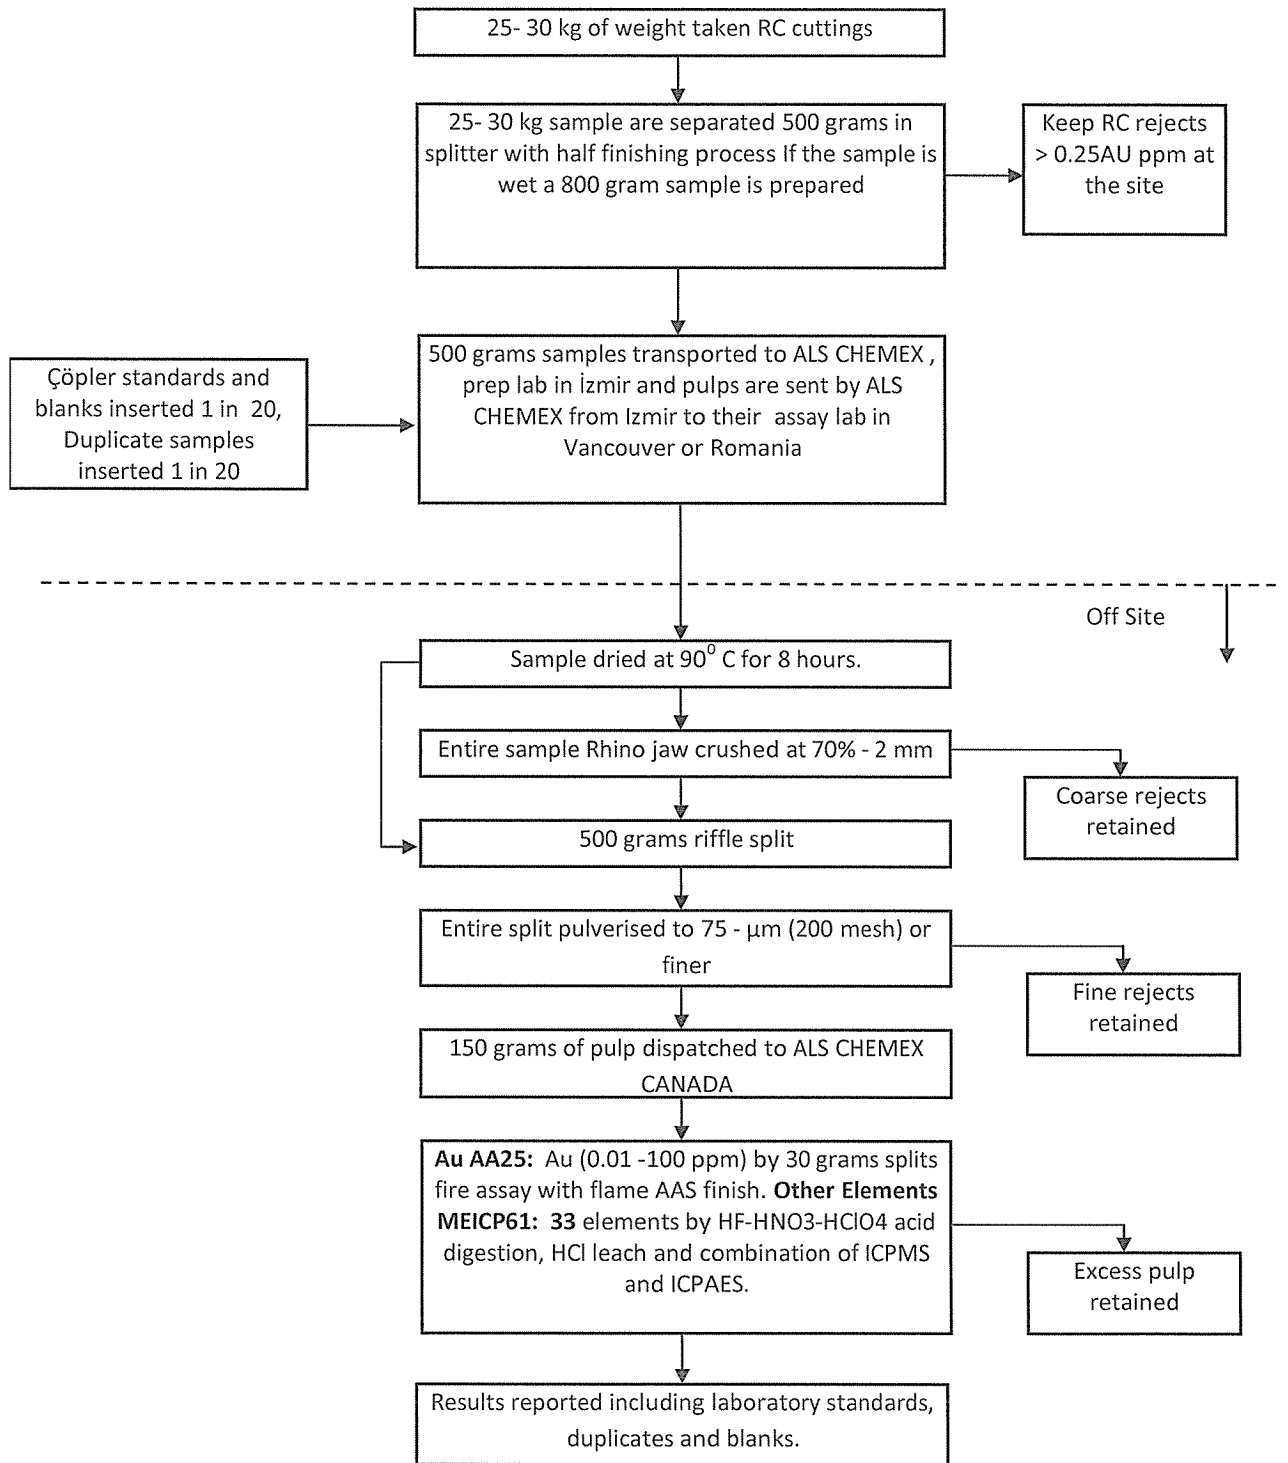 25- 30 kg of weight taken RC cuttings
25- 30 kg sample are separated 500 grams in
splitter with half finishing process If the sample is
wet a 800 gram sample is prepared
Keep RC rejects
> 0.25AU ppm at
the site
Çöpler standards and
blanks inserted 1 in 20,
Duplicate samples
inserted 1 in 20
500 grams samples transported to ALS CHEMEX ,
prep lab in İzmir and pulps are sent by ALS
CHEMEX from Izmir to their assay lab in
Vancouver or Romania
Off Site
Sample dried at 90⁰ C for 8 hours.
Entire sample Rhino jaw crushed at 70% - 2 mm
Coarse rejects
retained
500 grams riffle split
Entire split pulverised to 75 - µm (200 mesh) or
finer
Fine rejects
retained
150 grams of pulp dispatched to ALS CHEMEX
CANADA
Au AA25: Au (0.01 -100 ppm) by 30 grams splits
fire assay with flame AAS finish. Other Elements
MEICP61: 33 elements by HF-HNO3-HClO4 acid
digestion, HCl leach and combination of ICPMS
and ICPAES.
Excess pulp
retained
Results reported including laboratory standards,
duplicates and blanks.